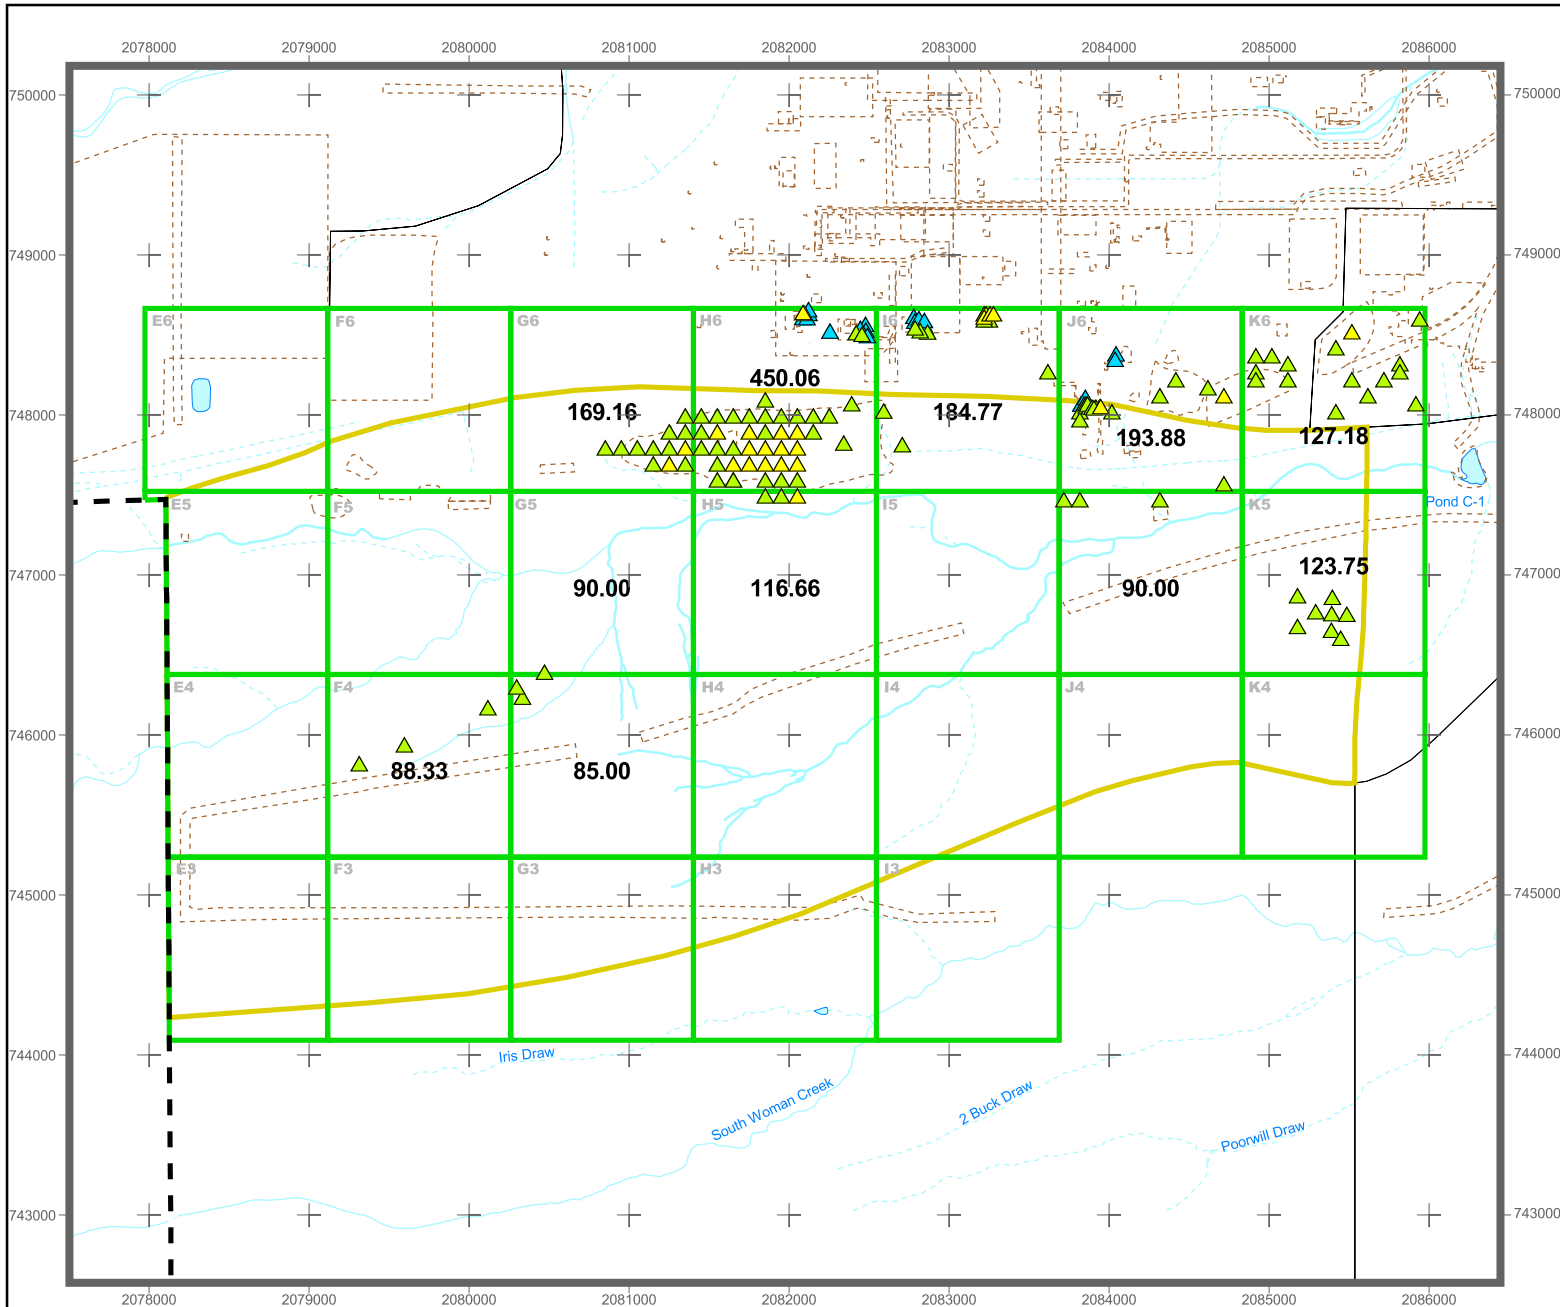 2078000 2079000 2080000 2081000 2082000 2083000 2084000 2085000 2086000
750000 750000
749000 749000
E6 F6 G6 H6 I6 J6 K6
450.06
169.16 184.77
193.88 127.18
748000 748000
E5 F5 G5 H5 I5 K5
Pond C-1
123.75
747000 747000
90.00 116.66 90.00
E4 F4 H4 I4 J4 K4
746000 746000
88.33 85.00
E3 F3 G3 H3 I3
745000 745000
744000 744000
Iris Draw
South Woman Creek
2 Buck Draw
Poorwill Draw
743000 743000
2078000 2079000 2080000 2081000 2082000 2083000 2084000 2085000 2086000